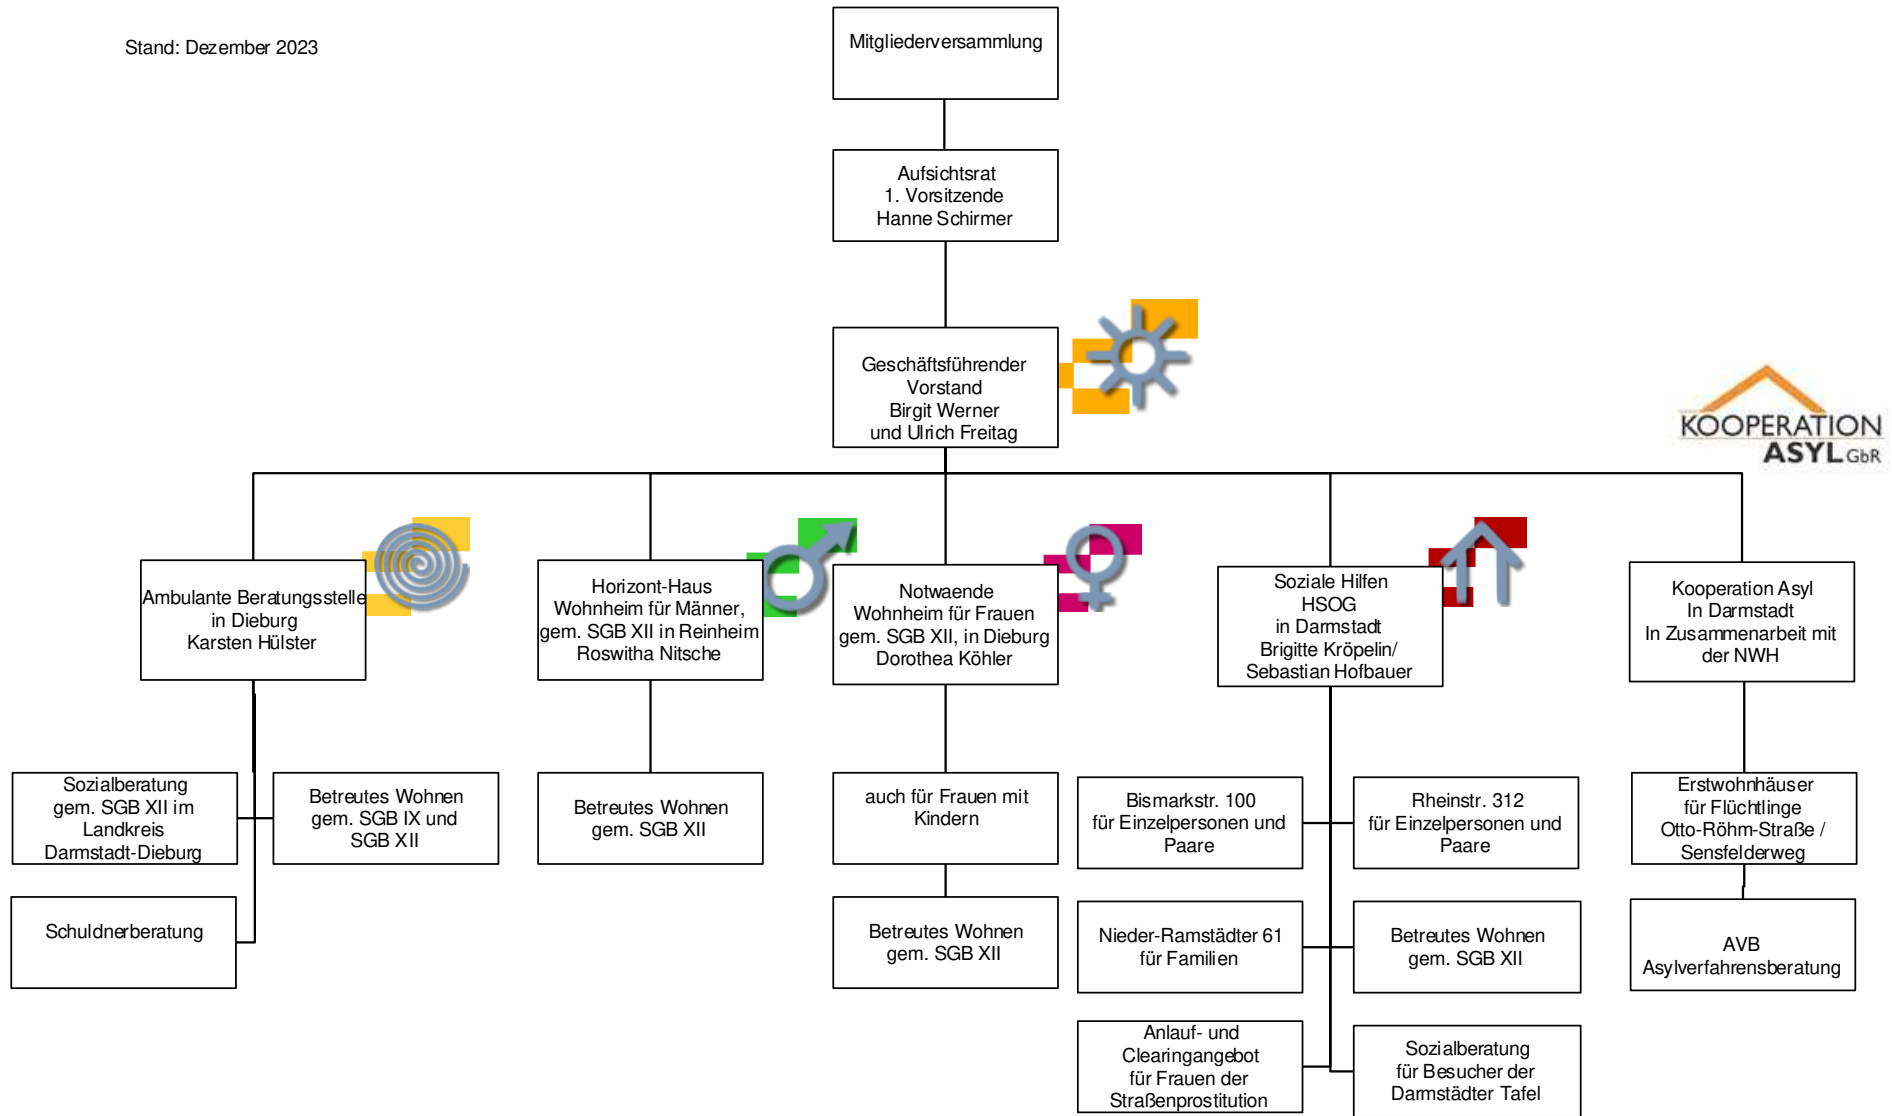 Stand: Dezember 2023
Mitgliederversammlung
Aufsichtsrat
1. Vorsitzende
Hanne Schirmer
Geschäftsführender
Vorstand
Birgit Werner
und Ulrich Freitag
KOOPERATION
ASYL GbR
Ambulante Beratungsstelle
in Dieburg
Karsten Hülster
Horizont-Haus
Wohnheim für Männer,
gem. SGB XII in Reinheim
Roswitha Nitsche
Notwaende
Wohnheim für Frauen
gem. SGB XII, in Dieburg
Dorothea Köhler
Soziale Hilfen
HSOG
in Darmstadt
Brigitte Kröpelin/
Sebastian Hofbauer
Kooperation Asyl
In Darmstadt
In Zusammenarbeit mit
der NWH
Sozialberatung
gem. SGB XII im
Landkreis
Darmstadt-Dieburg
Betreutes Wohnen
gem. SGB IX und
SGB XII
Betreutes Wohnen
gem. SGB XII
auch für Frauen mit
Kindern
Bismarkstr. 100
für Einzelpersonen und
Paare
Rheinstr. 312
für Einzelpersonen und
Paare
Erstwohnhäuser
für Flüchtlinge
Otto-Röhm-Straße /
Sensfelderweg
Schuldnerberatung
Betreutes Wohnen
gem. SGB XII
Nieder-Ramstädter 61
für Familien
Betreutes Wohnen
gem. SGB XII
AVB
Asylverfahrensberatung
Anlauf- und
Clearingangebot
für Frauen der
Straßenprostitution
Sozialberatung
für Besucher der
Darmstädter Tafel